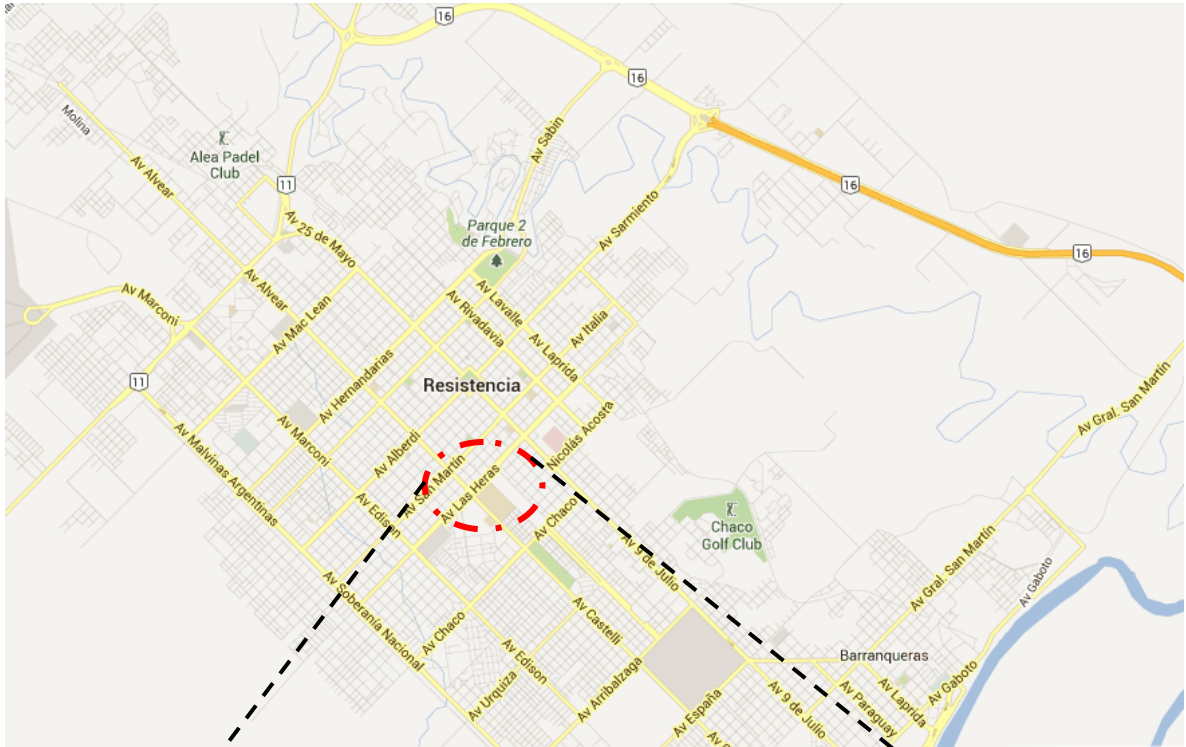 16
16
Molina
Av Sabin
Alea Padel
Club
Av Alvear
11
16
Av 25 de Mayo
Parque 2
de Febrero
Av Sarmiento
16
Av Alvear
Av Marconi
Av Mac Lean
Av Lavalle
Av Rivadavia
Av Italia
Av Laprida
11
Resistencia
Av Hernandarias
Av Gral. San Martín
Av Malvinas Argentinas
Av Marconi
Av Alberdi
Nicolás Acosta
Av San Martín
Av Las Heras
Av Edison
Av Chaco
Chaco
Golf Club
Av 9 de Julio
Av Gral. San Martín
Av Gaboto
Av Soberanía Nacional
Av Chaco
Av Castelli
Av Edison
Barranqueras
Av Urquiza
Av Arribalzaga
Av Gaboto
Av Laprida
Av Paraguay
Av 9 de Julio
Av España